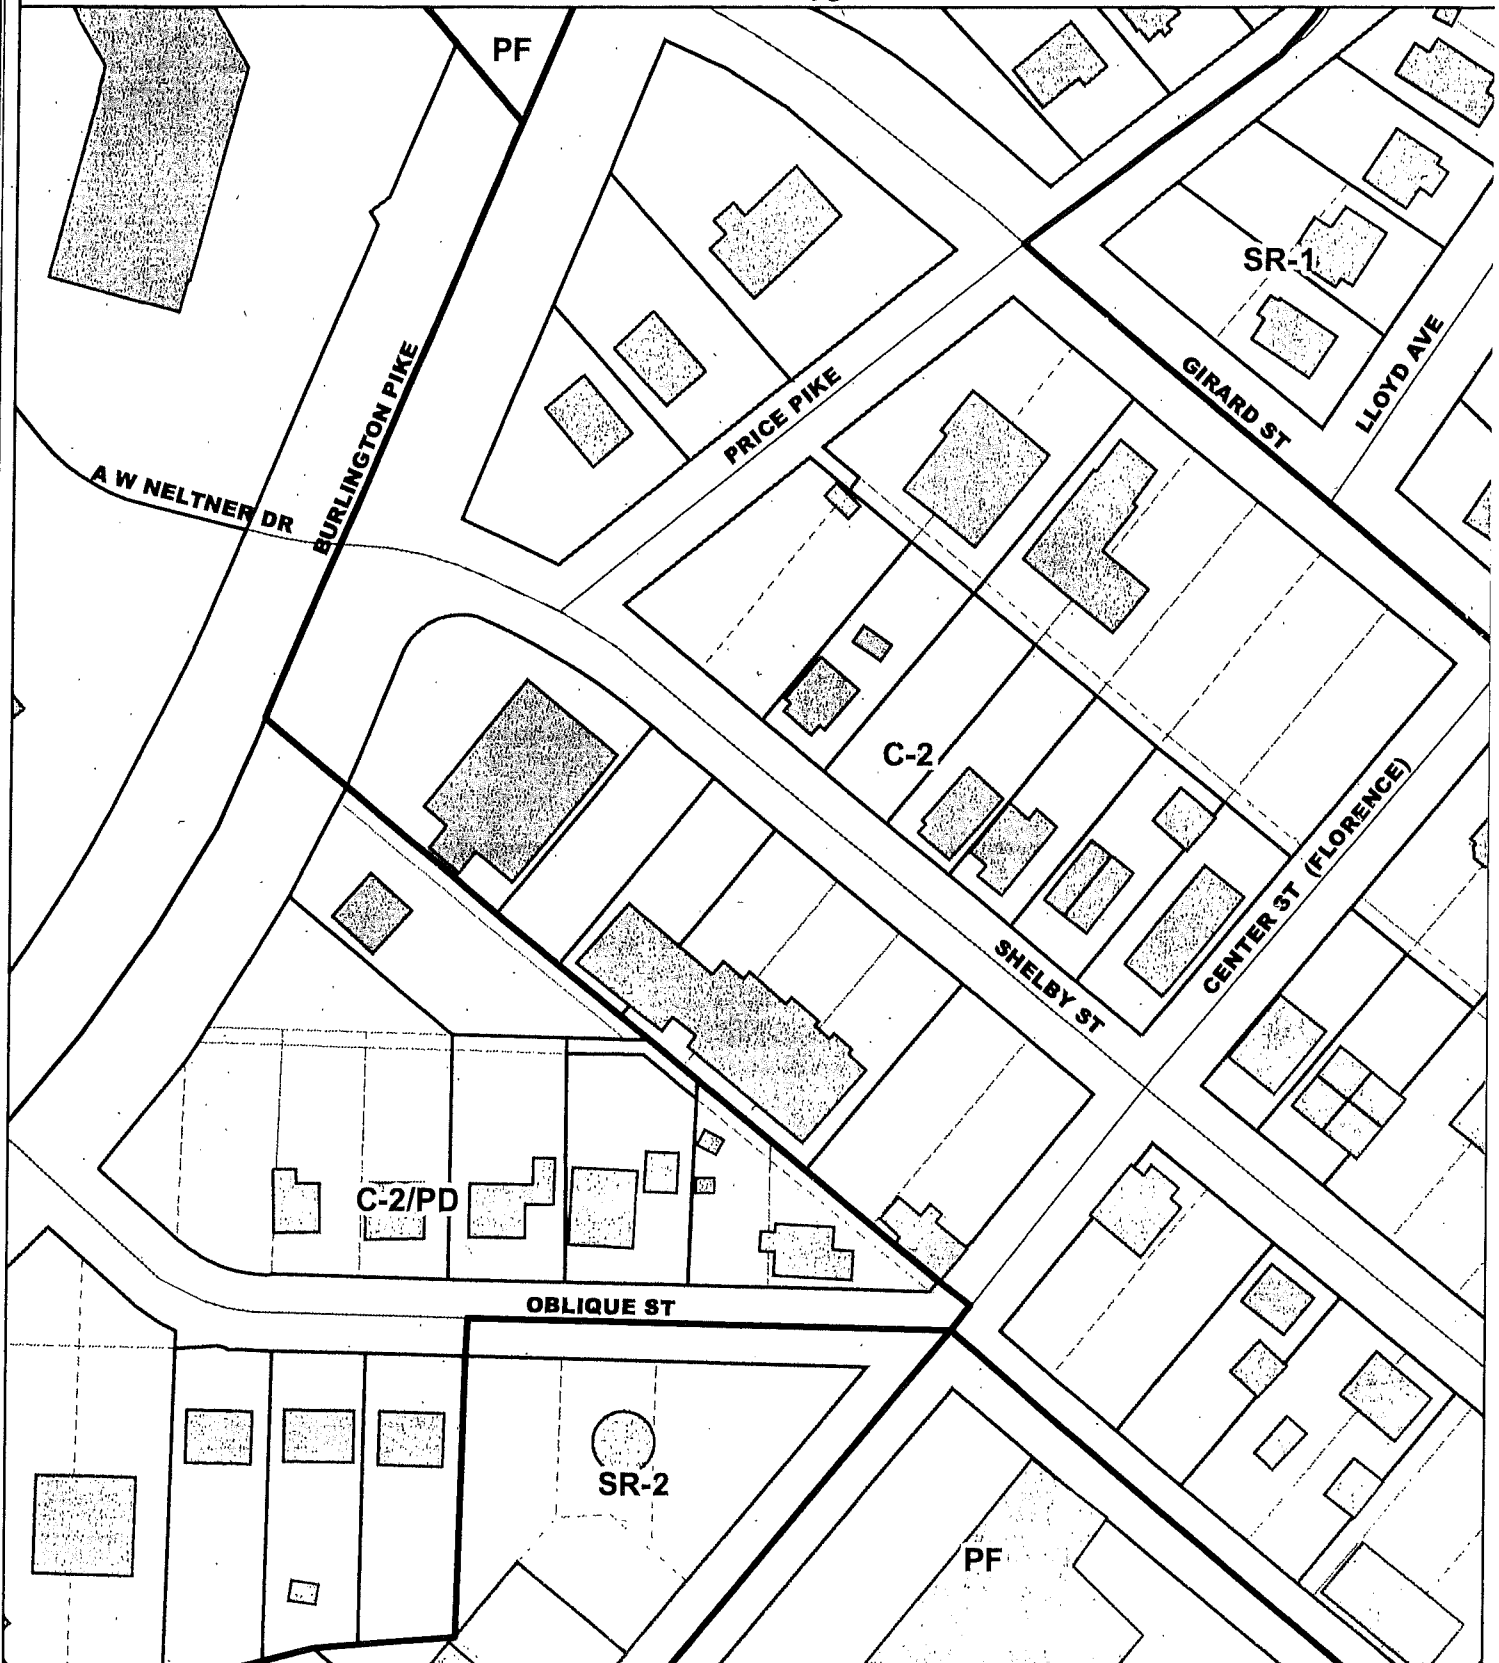 PF
SR-1
BURLINGTON PIKE
PRICE PIKE
GIRARD ST
LLOYD AVE
A W NELTNER DR
C-2
CENTER ST (FLORENCE)
SHELBY ST
C-2/PD
OBLIQUE ST
SR-2
PF